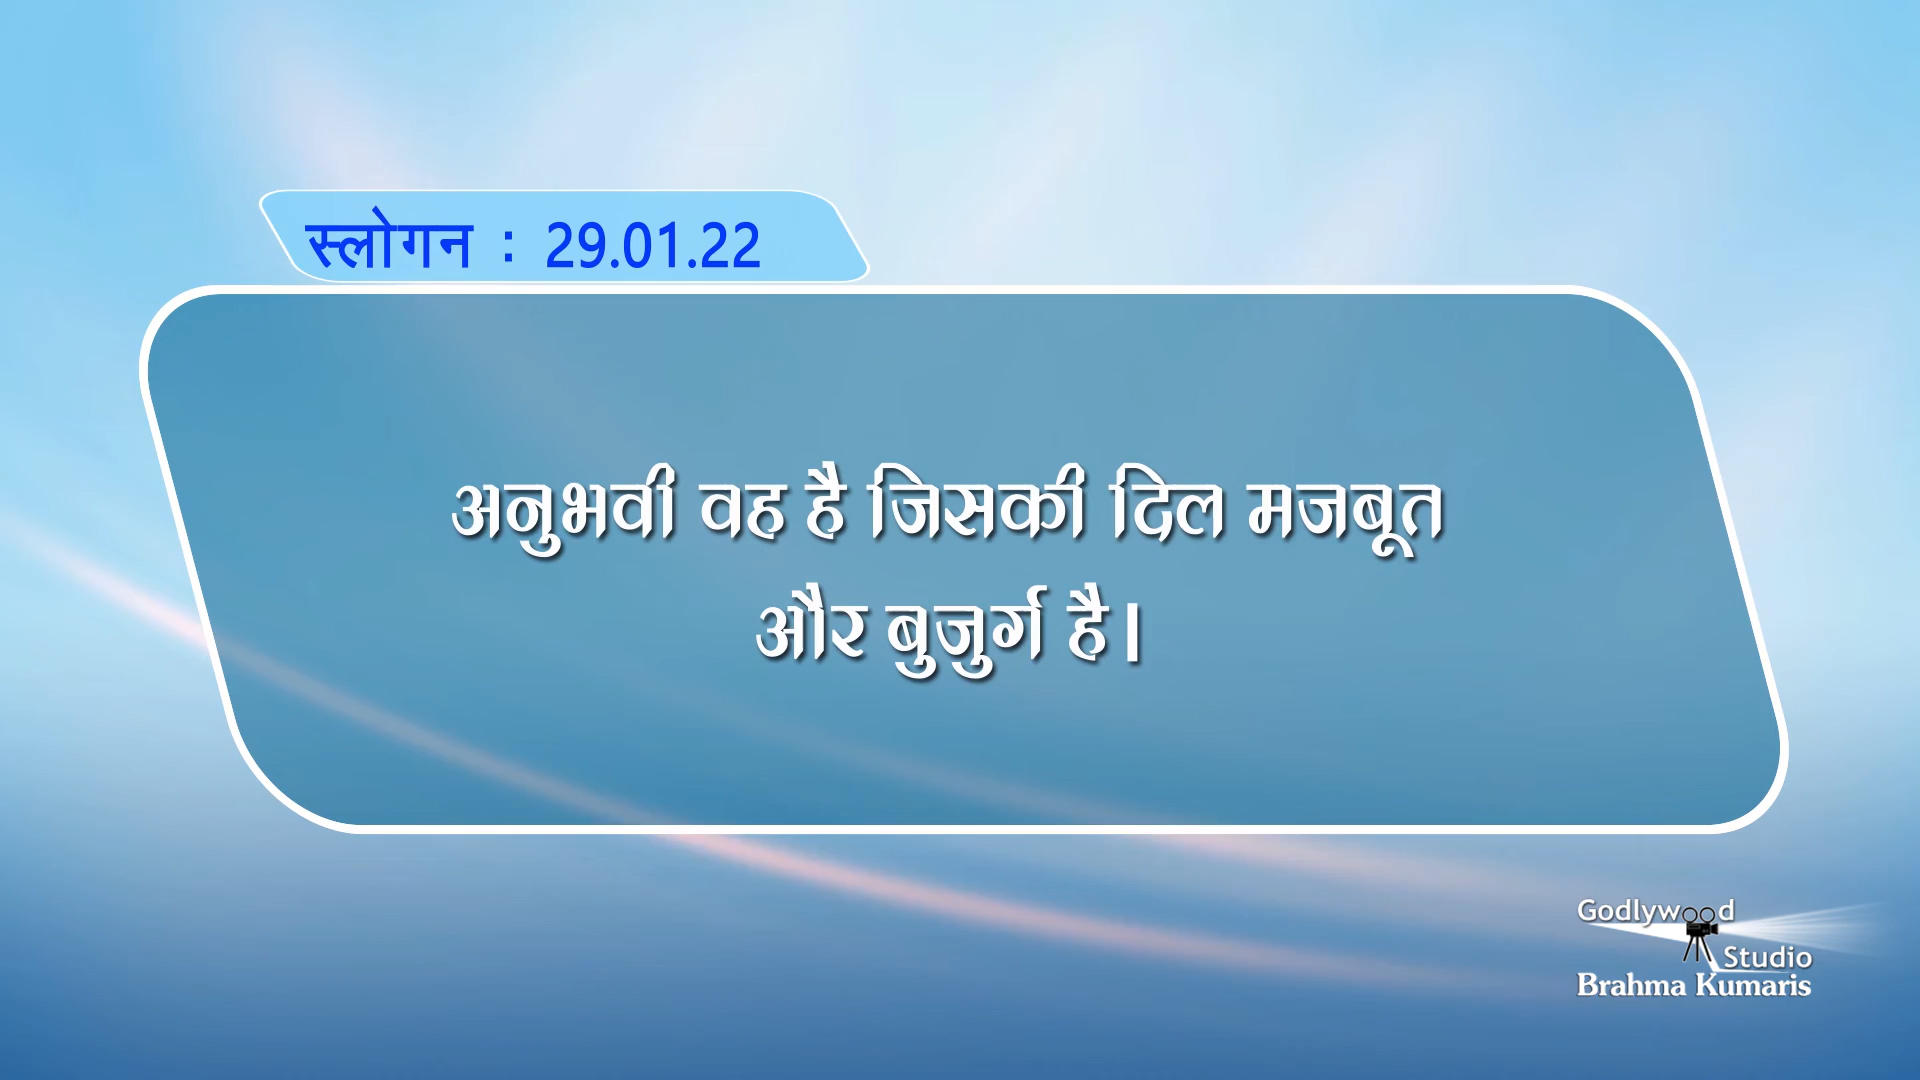 स्लोगन : 29.01.22
अनुभवी वह है जिसकी दिल मजबूत
और बुजुर्ग है।
Godlywood
Studio
Brahma Kumaris